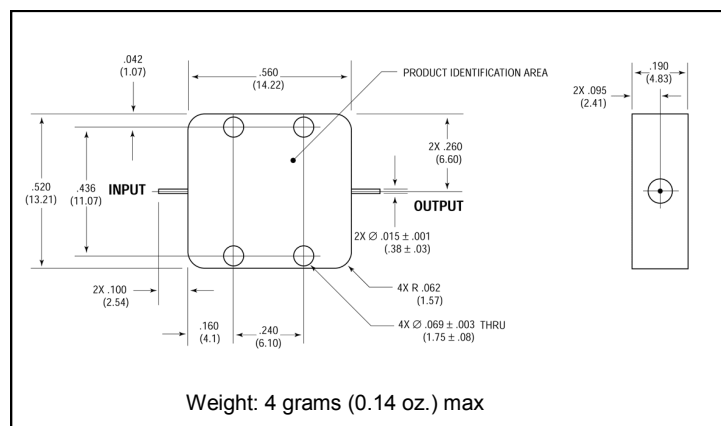 .042
(1.07)
.560
(14.22)
PRODUCT IDENTIFICATION AREA
.190
(4.83)
2X .095
(2.41)
2X .260
(6.60)
.520
(13.21)
.436
(11.07)
INPUT
OUTPUT
2X Ø .015 ± .001
(.38 ± .03)
2X .100
(2.54)
4X R .062
(1.57)
.160
(4.1)
.240
(6.10)
4X Ø .069 ± .003 THRU
(1.75 ± .08)
Weight: 4 grams (0.14 oz.) max